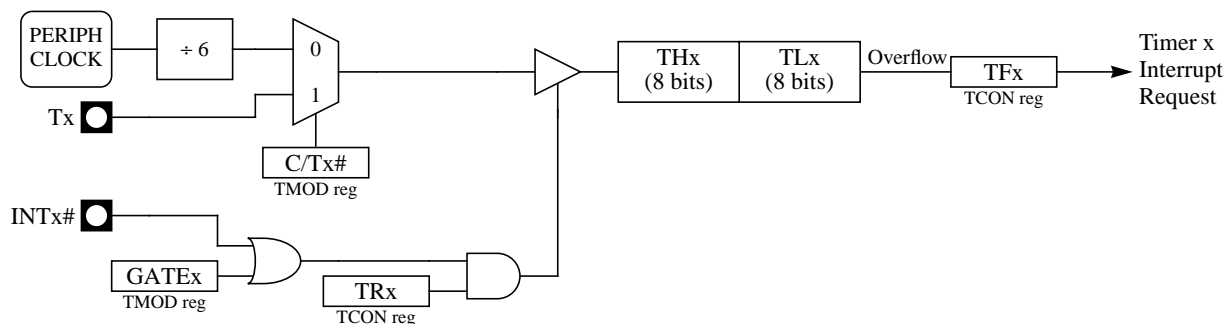 PERIPH
CLOCK
÷ 6
0
1
Tx
C/Tx#
TMOD reg
THx
(8 bits)
TLx
(8 bits)
Overflow
TFx
TCON reg
Timer x
Interrupt
Request
INTx#
GATEx
TMOD reg
TRx
TCON reg